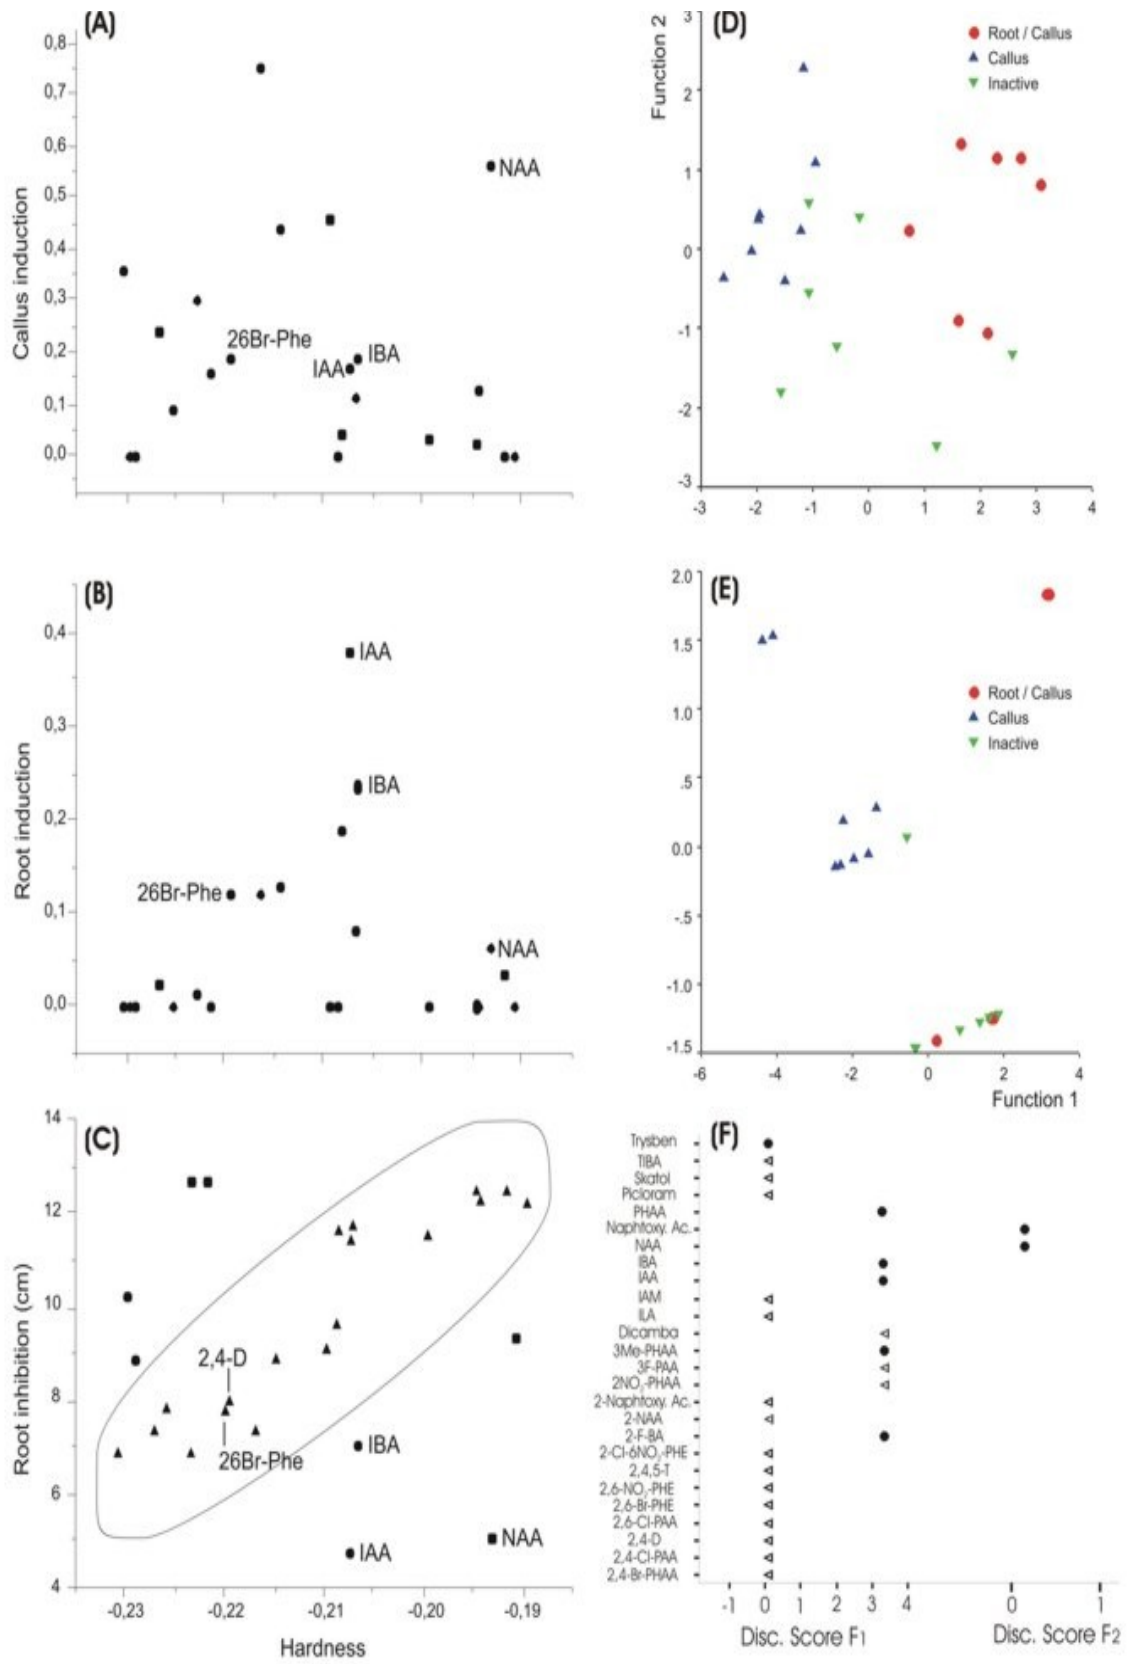 (A)
0,8
0,7
0,6
0,5
0,4
0,3
0,2
0,1
0,0
Callus induction
NAA
26Br-Phe
IBA
IAA
(D)
Function 2
3
2
1
0
-1
-2
-3
-3 -2 -1 0 1 2 3 4
Root / Callus
Callus
Inactive
(B)
0,4
0,3
0,2
0,1
0,0
Root induction
IAA
IBA
26Br-Phe
NAA
(E)
2.0
1.5
1.0
.5
0.0
-.5
-1.0
-1.5
-6 -4 -2 0 2 4
Function 1
Root / Callus
Callus
Inactive
(C)
14
12
10
8
6
4
Root inhibition (cm)
2,4-D
26Br-Phe
IBA
IAA
NAA
-0,23 -0,22 -0,21 -0,20 -0,19
Hardness
(F)
Trysben
TIBA
Skatol
Picloram
PHAA
Naphtoxy. Ac.
NAA
IBA
IAA
IAM
ILA
Dicamba
3Me-PHAA
3F-PAA
2NO₂-PHAA
2-Naphtoxy. Ac.
2-NAA
2-F-BA
2-Cl-6NO₂-PHE
2,4,5-T
2,6-NO₂-PHE
2,6-Br-PHE
2,6-Cl-PAA
2,4-D
2,4-Cl-PAA
2,4-Br-PHAA
-1 0 1 2 3 4 0 1
Disc. Score F1 Disc. Score F2